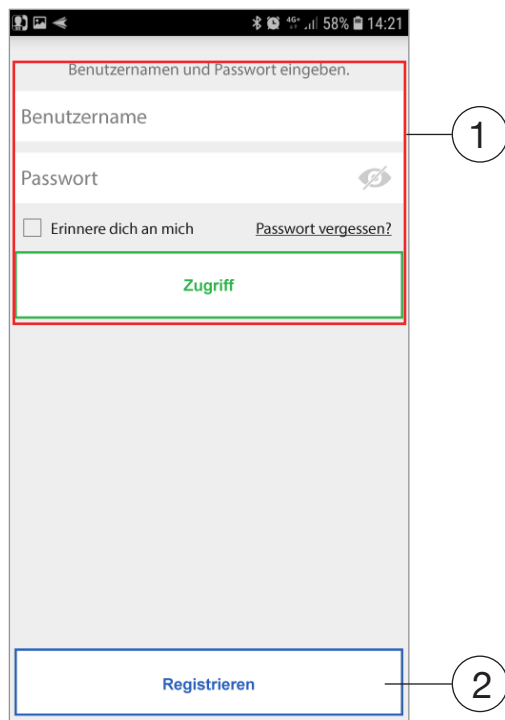 4G+ 58% 14:21
Benutzernamen und Passwort eingeben.
Benutzername
1
Passwort
Erinnere dich an mich Passwort vergessen?
Zugriff
Registrieren
2